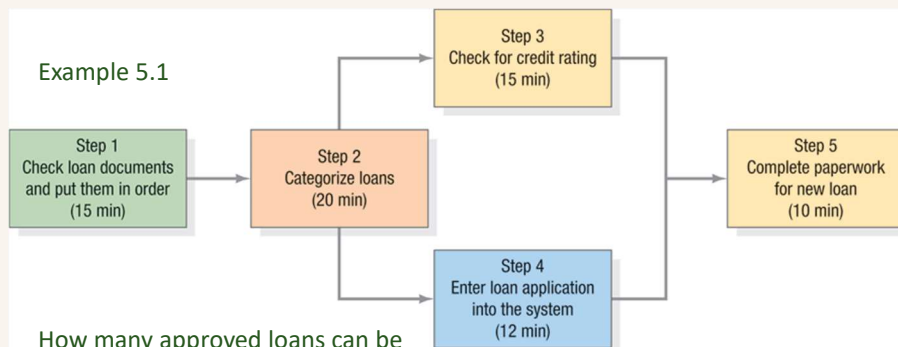 Example 5.1
Step 1
Check loan documents
and put them in order
(15 min)
Step 2
Categorize loans
(20 min)
Step 3
Check for credit rating
(15 min)
Step 4
Enter loan application
into the system
(12 min)
Step 5
Complete paperwork
for new loan
(10 min)
How many approved loans can be